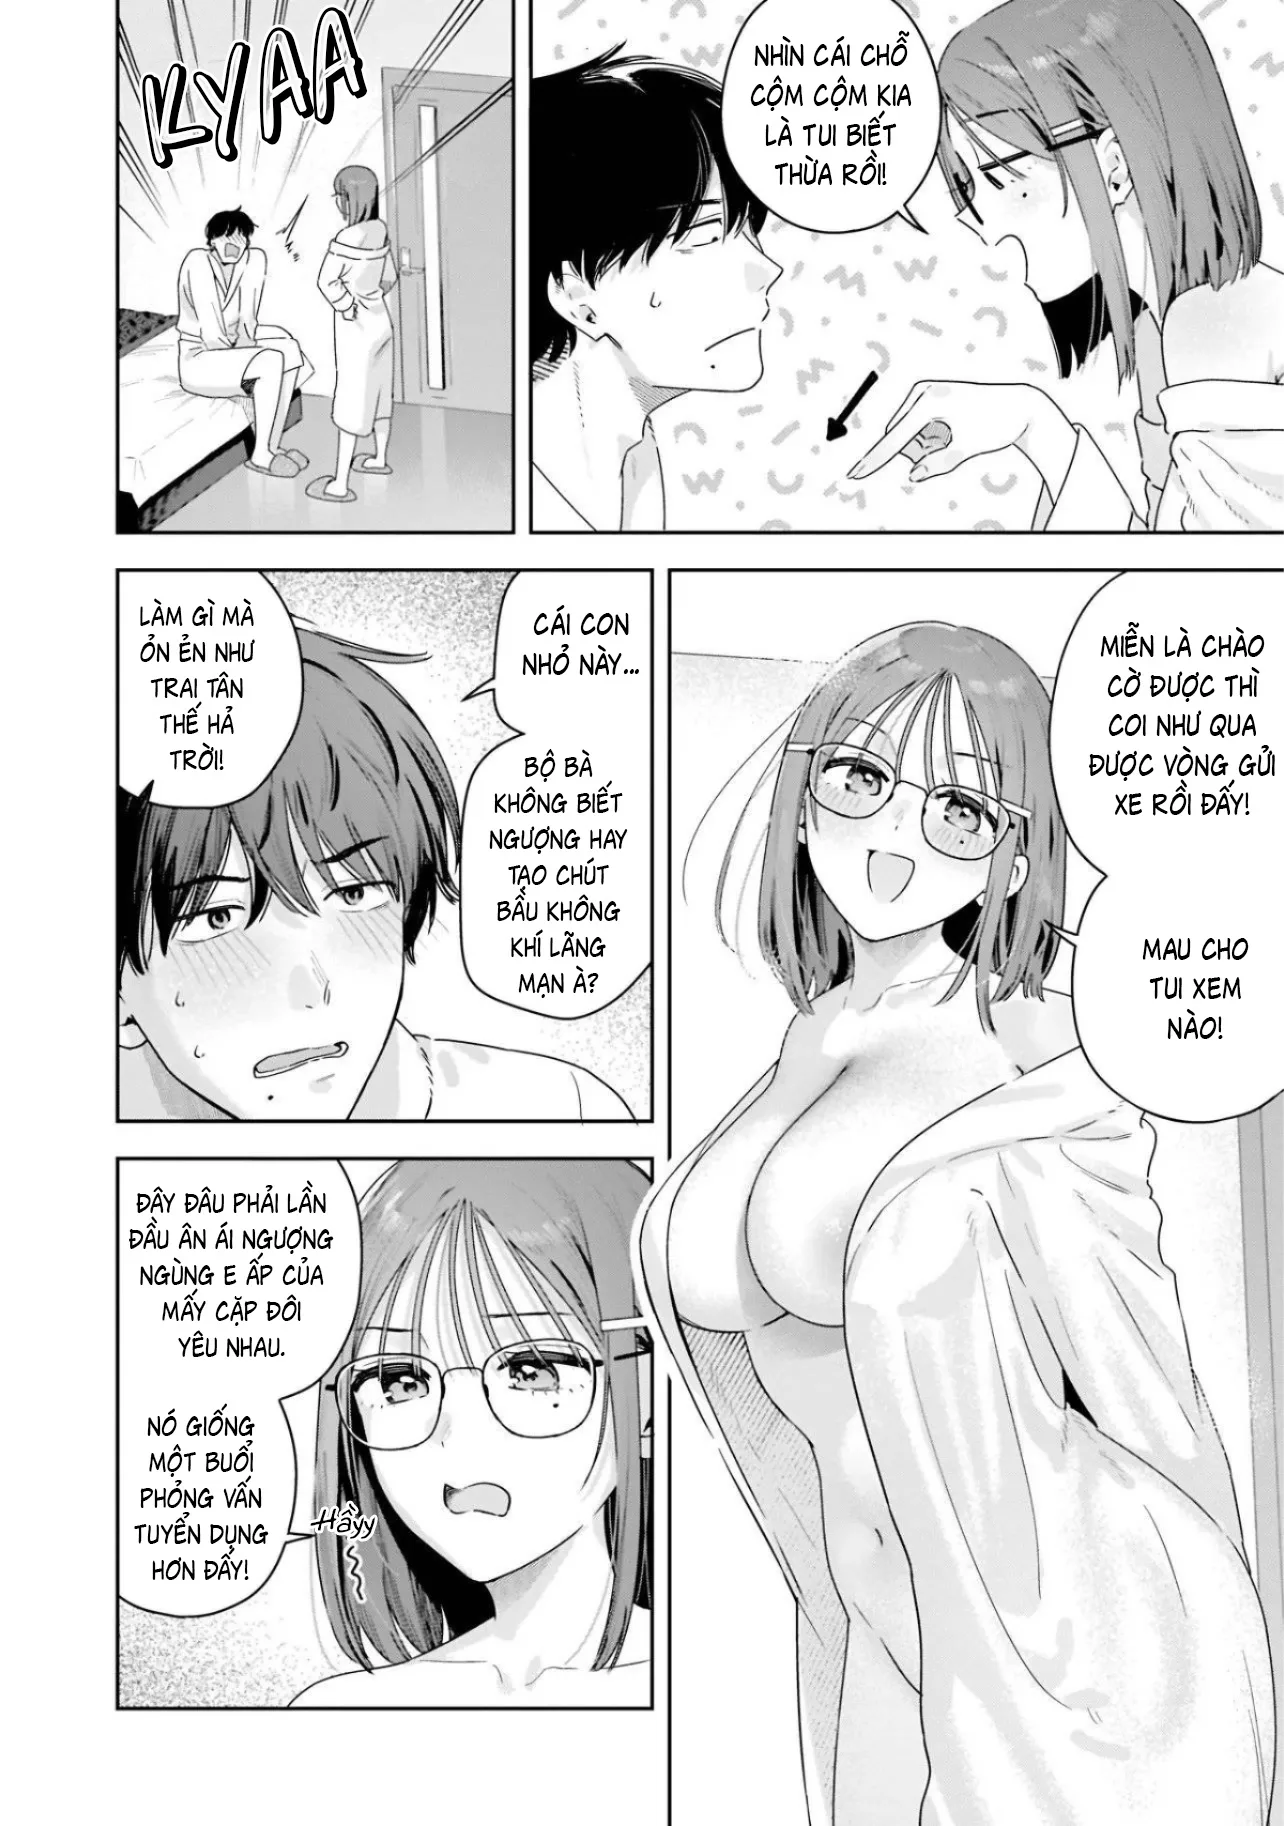 NHÌN CÁI CHỖ
CỘM CỘM KIA
LÀ TUI BIẾT
THỪA RỒI!
KYAA
MIỄN LÀ CHÀO
CỜ ĐƯỢC THÌ
COI NHƯ QUA
ĐƯỢC VÒNG GỬI
XE RỒI ĐẤY!
MAU CHO
TUI XEM
NÀO!
CÁI CON
NHỎ NÀY...
BỘ BÀ
KHÔNG BIẾT
NGƯỢNG HAY
TẠO CHÚT
BẦU KHÔNG
KHÍ LÃNG
MẠN À?
LÀM GÌ MÀ
ỎN ẺN NHƯ
TRAI TÂN
THẾ HẢ
TRỜI!
ĐÂY ĐÂU PHẢI LẦN
ĐẦU ÂN ÁI NGƯỢNG
NGÙNG E ẤP CỦA
MẤY CẶP ĐÔI
YÊU NHAU.
NÓ GIỐNG
MỘT BUỔI
PHỎNG VẤN
TUYỂN DỤNG
HƠN ĐẤY!
Hầyy